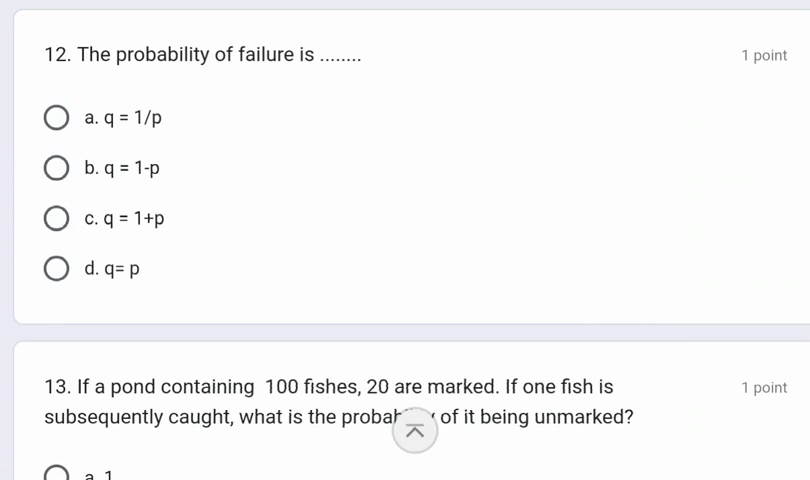 12. The probability of failure is ........
1 point
a. q = 1/p
b. q = 1-p
c. q = 1+p
d. q= p
13. If a pond containing  100 fishes, 20 are marked. If one fish is
1 point
subsequently caught, what is the of it being unmarked?
a. 1